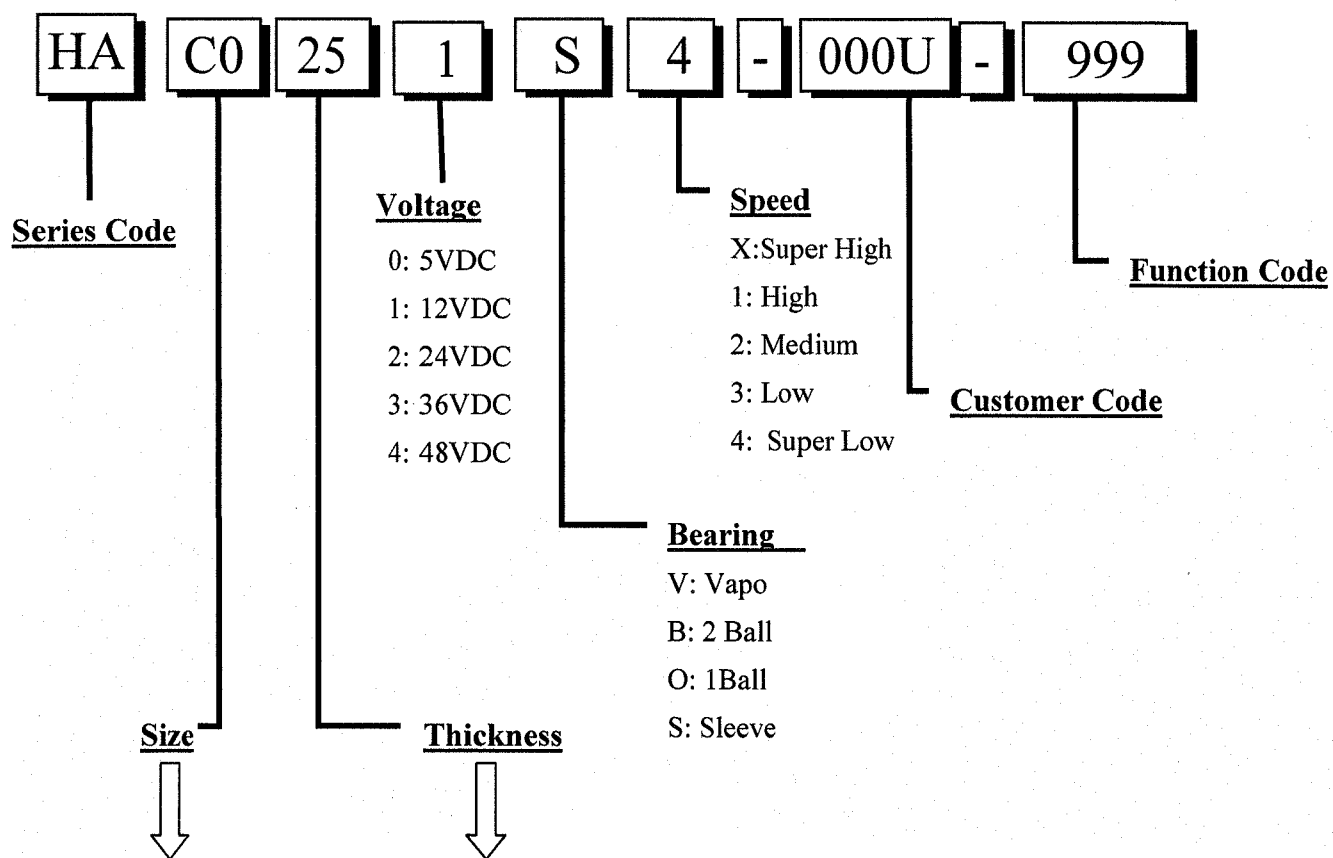 HA C0 25 1 S 4 - 000U - 999
Series Code
Voltage
0: 5VDC
1: 12VDC
2: 24VDC
3: 36VDC
4: 48VDC
Speed
X:Super High
1: High
2: Medium
3: Low
4: Super Low
Function Code
Customer Code
Bearing
V: Vapo
B: 2 Ball
O: 1Ball
S: Sleeve
Size
Thickness